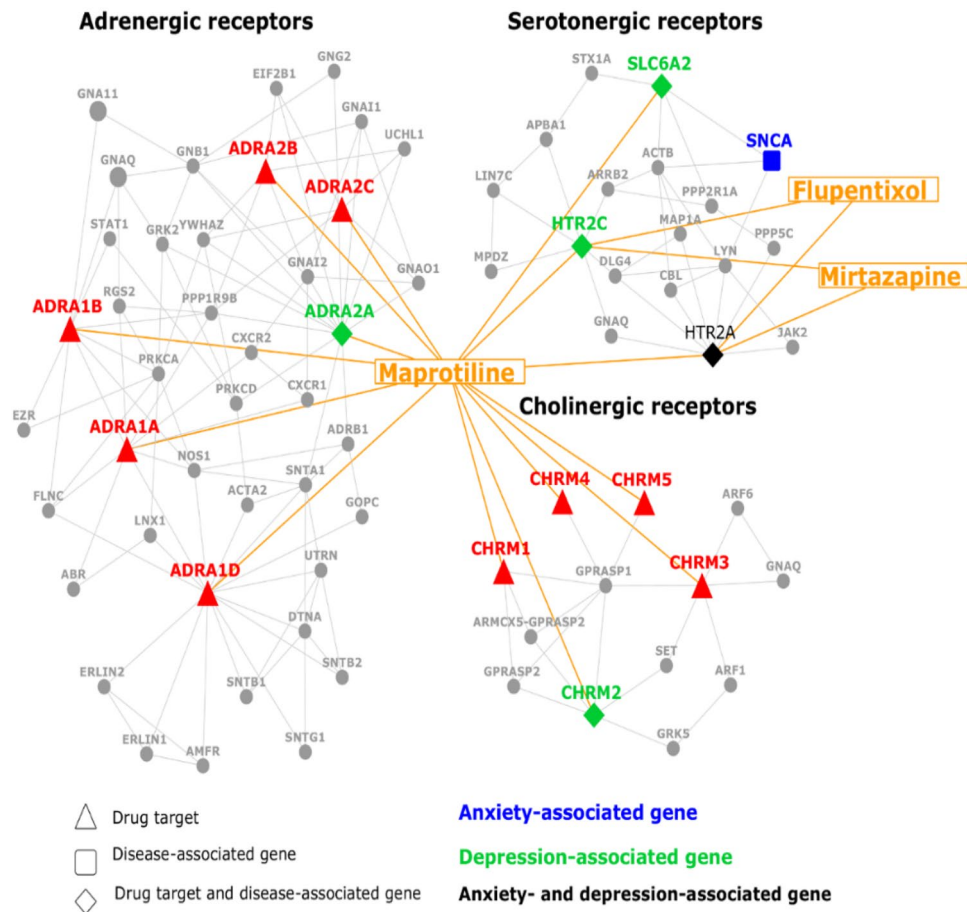 Adrenergic receptors
GNG2
EIF2B1
GNA11
GNAI1
UCHL1
GNB1
ADRA2B
GNAQ
ADRA2C
STAT1
GRK2
YWHAZ
GNAI2
GNAO1
RGS2
ADRA1B
PPP1R9B
ADRA2A
CXCR2
PRKCA
PRKCD
CXCR1
EZR
ADRA1A
ADRB1
NOS1
SNTA1
FLNC
ACTA2
GOPC
LNX1
UTRN
ABR
ADRA1D
DTNA
ERLIN2
SNTB1
SNTB2
ERLIN1
AMFR
SNTG1
Serotonergic receptors
STX1A
SLC6A2
APBA1
SNCA
ACTB
LIN7C
ARRB2
PPP2R1A
Flupentixol
HTR2C
MAP1A
PPP5C
MPDZ
DLG4
LYN
CBL
Mirtazapine
GNAQ
HTR2A
JAK2
Maprotiline
Cholinergic receptors
CHRM4
CHRM5
ARF6
CHRM1
CHRM3
GPRASP1
GNAQ
ARMCX5-GPRASP2
SET
GPRASP2
ARF1
CHRM2
GRK5
Drug target
Disease-associated gene
Drug target and disease-associated gene
Anxiety-associated gene
Depression-associated gene
Anxiety- and depression-associated gene